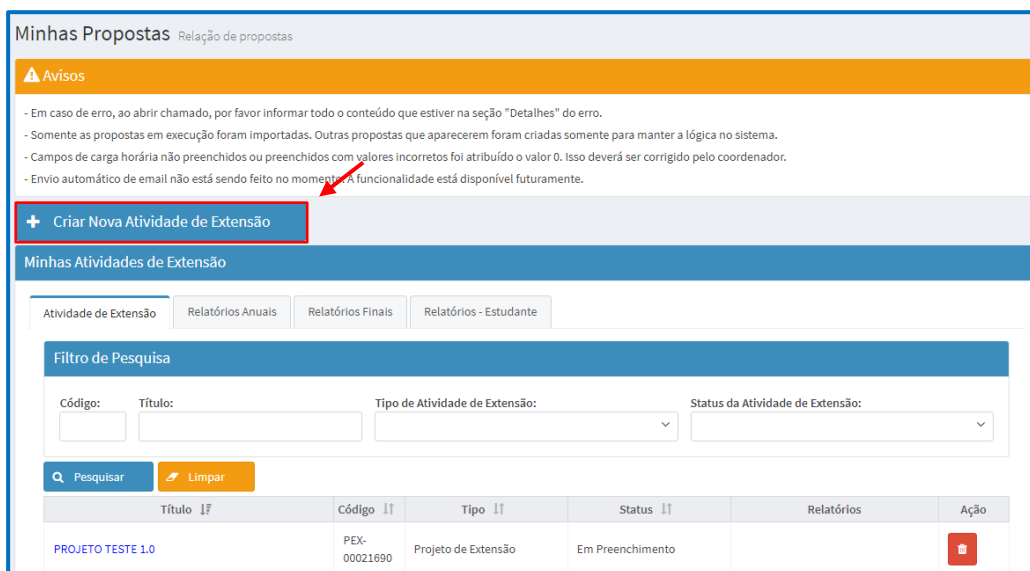 Minhas Propostas Relação de propostas
Avisos
- Em caso de erro, ao abrir chamado, por favor informar todo o conteúdo que estiver na seção "Detalhes" do erro.
- Somente as propostas em execução foram importadas. Outras propostas que aparecerem foram criadas somente para manter a lógica no sistema.
- Campos de carga horária não preenchidos ou preenchidos com valores incorretos foi atribuído o valor 0. Isso deverá ser corrigido pelo coordenador.
- Envio automático de email não está sendo feito no momento. A funcionalidade está disponível futuramente.
+ Criar Nova Atividade de Extensão
Minhas Atividades de Extensão
Atividade de Extensão Relatórios Anuais Relatórios Finais Relatórios - Estudante
Filtro de Pesquisa
Código: Título: Tipo de Atividade de Extensão: Status da Atividade de Extensão:
Pesquisar Limpar
Título Código Tipo Status Relatórios Ação
PROJETO TESTE 1.0 PEX-00021690 Projeto de Extensão Em Preenchimento